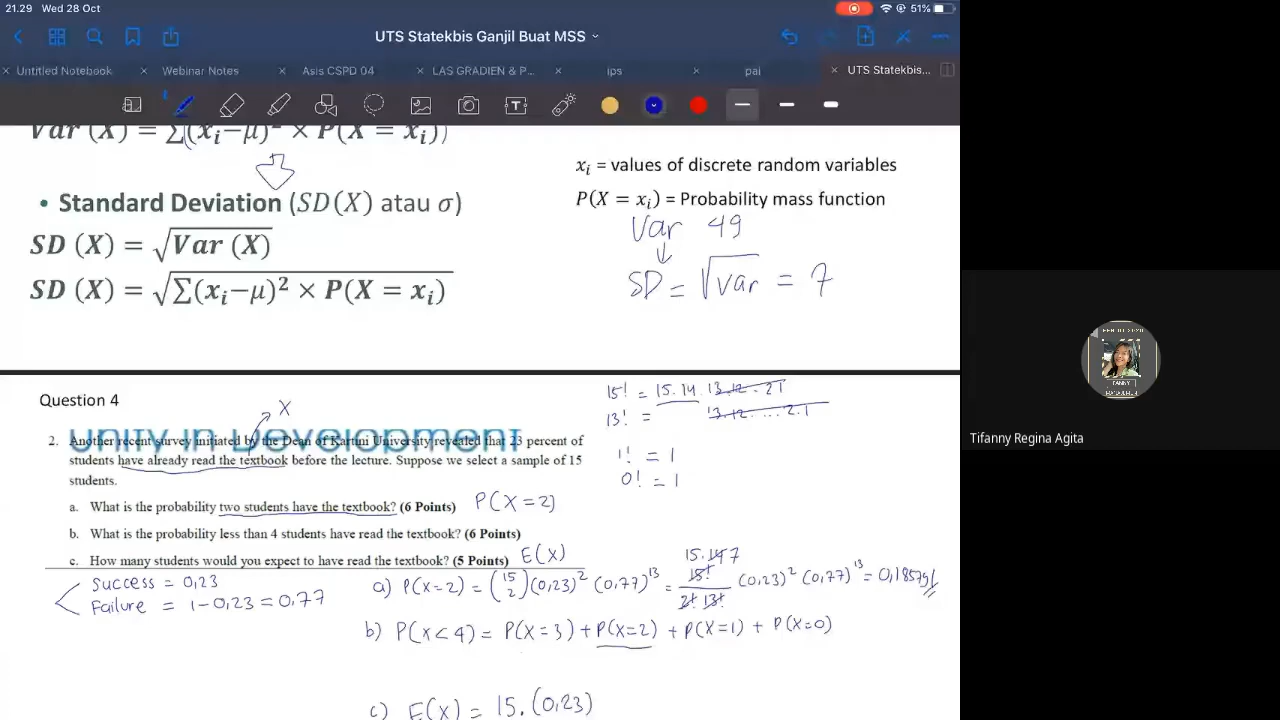 21.29 Wed 28 Oct
51%
UTS Statekbis Ganjil Buat MSS
Untitled Notebook
Webinar Notes
Asis CSPD 04
LAS GRADIEN & P...
ips
pai
UTS Statekbis...
Var (X) = Σ((xᵢ−μ)² × P(X = xᵢ)
• Standard Deviation (SD(X) atau σ)
SD (X) = √Var (X)
SD (X) = √Σ(xᵢ−μ)² × P(X = xᵢ)
xᵢ = values of discrete random variables
P(X = xᵢ) = Probability mass function
Var 49
↓
SD = √var = 7
Question 4
X
15! = 15.14.13.12...21
13! = 13.12. ... 2.1
1! = 1
0! = 1
Unity in Development
2. Another recent survey initiated by the Dean of Kartini University revealed that 23 percent of
students have already read the textbook before the lecture. Suppose we select a sample of 15
students.
a. What is the probability two students have the textbook? (6 Points) P(X=2)
b. What is the probability less than 4 students have read the textbook? (6 Points)
c. How many students would you expect to have read the textbook? (5 Points) E(X)
Success = 0,23
Failure = 1-0,23 = 0,77
a) P(X=2) = (15 2) (0,23)² (0,77)¹³ = 15.14 7 15! / 2! 13! (0,23)² (0,77)¹³ = 0,18579
b) P(X<4) = P(X=3) + P(X=2) + P(X=1) + P(X=0)
c) E(X) = 15.(0,23)
TIFANNY
Tifanny Regina Agita